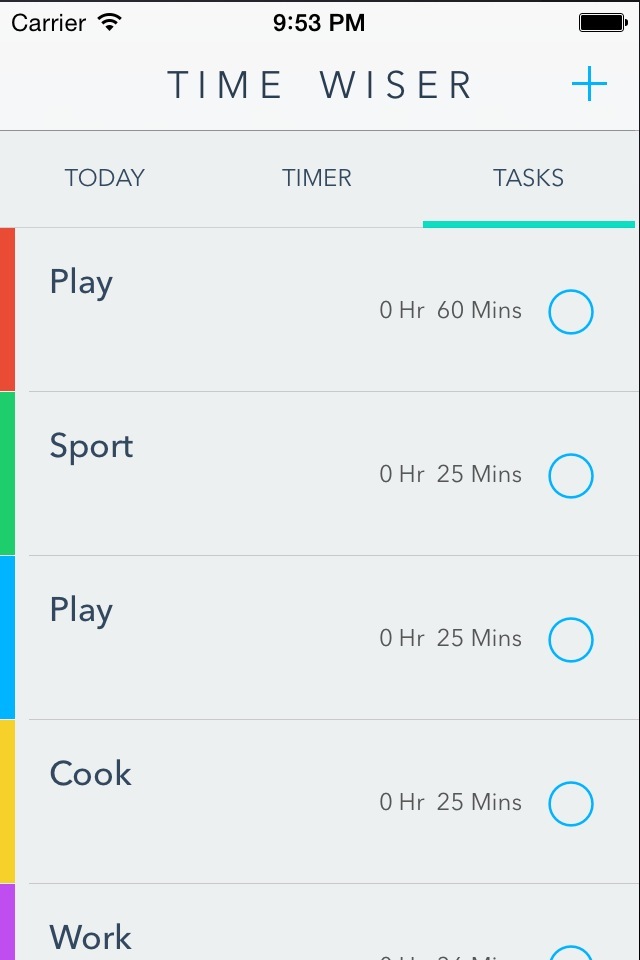 Carrier 9:53 PM
TIME WISER
TODAY TIMER TASKS
Play
0 Hr 60 Mins
Sport
0 Hr 25 Mins
Play
0 Hr 25 Mins
Cook
0 Hr 25 Mins
Work